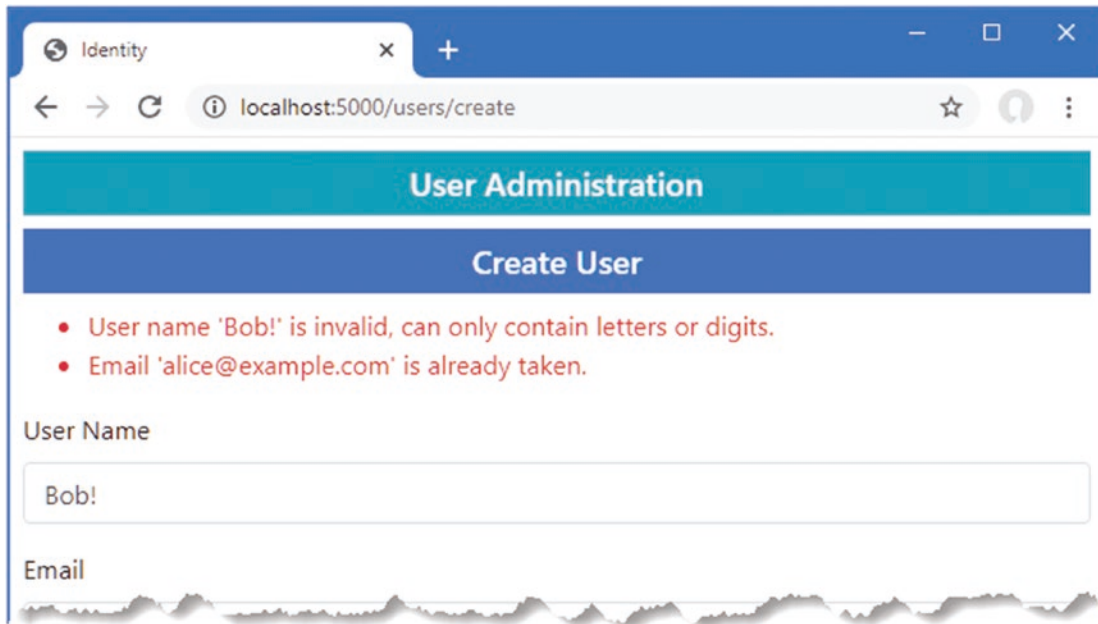 Identity
localhost:5000/users/create
User Administration
Create User
User name 'Bob!' is invalid, can only contain letters or digits.
Email 'alice@example.com' is already taken.
User Name
Bob!
Email